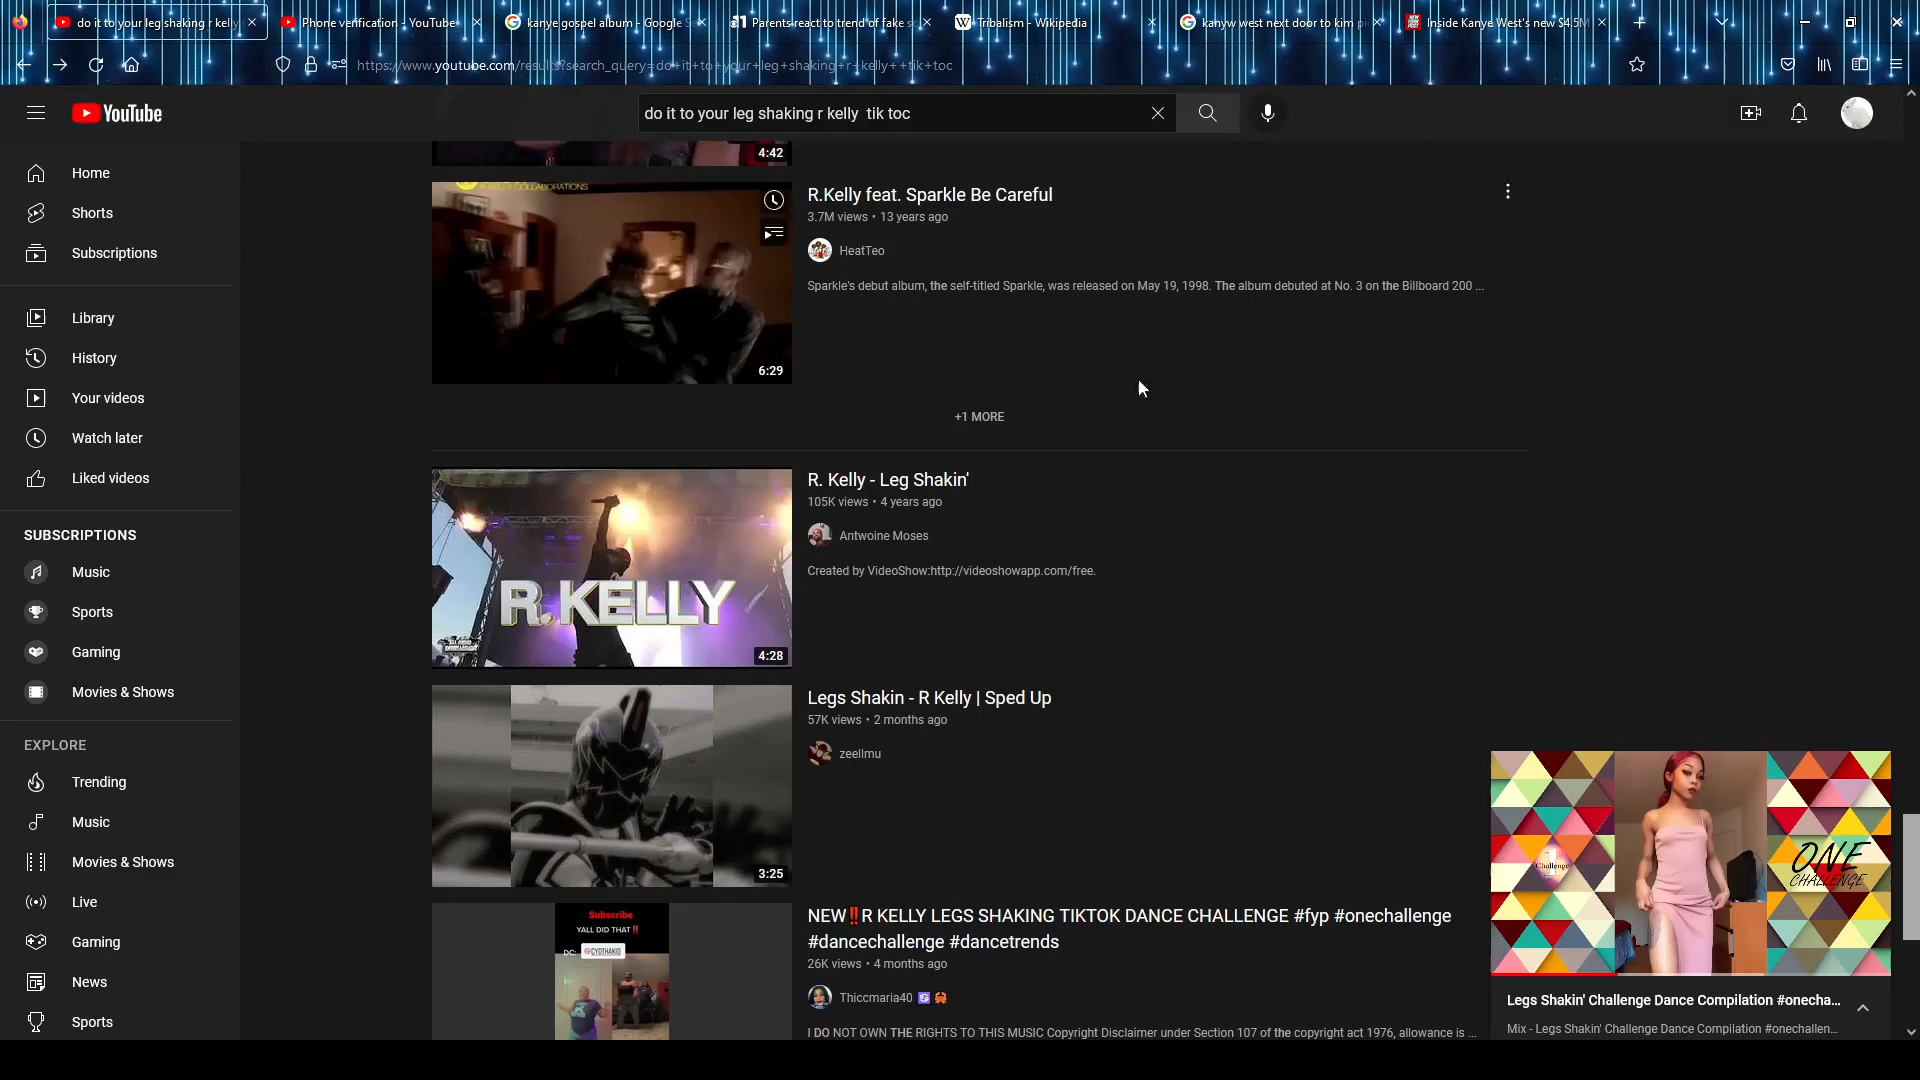 do it to your leg shaking r kelly
Phone verification - YouTube
kanye gospel album - Google S
Parents react to trend of fake sc
Tribalism - Wikipedia
kanyw west next door to kim pi
Inside Kanye West's new $4.5M
https://www.youtube.com/results?search_query=do+it+to+your+leg+shaking+r+kelly++tik+toc
YouTube
do it to your leg shaking r kelly  tik toc
Home
Shorts
Subscriptions
Library
History
Your videos
Watch later
Liked videos
SUBSCRIPTIONS
Music
Sports
Gaming
Movies & Shows
EXPLORE
Trending
Music
Movies & Shows
Live
Gaming
News
Sports
4:42
COLLABORATIONS
6:29
R.Kelly feat. Sparkle Be Careful
3.7M views • 13 years ago
HeatTeo
Sparkle's debut album, the self-titled Sparkle, was released on May 19, 1998. The album debuted at No. 3 on the Billboard 200 ...
+1 MORE
R.KELLY
4:28
R. Kelly - Leg Shakin'
105K views • 4 years ago
Antwoine Moses
Created by VideoShow:http://videoshowapp.com/free.
3:25
Legs Shakin - R Kelly | Sped Up
57K views • 2 months ago
zeellmu
Subscribe
YALL DID THAT‼
DC: @CYDTHAKID
NEW‼R KELLY LEGS SHAKING TIKTOK DANCE CHALLENGE #fyp #onechallenge
#dancechallenge #dancetrends
26K views • 4 months ago
Thiccmaria40 ♋🦀
I DO NOT OWN THE RIGHTS TO THIS MUSIC Copyright Disclaimer under Section 107 of the copyright act 1976, allowance is ...
1
Challenge
ONE
CHALLENGE
Legs Shakin' Challenge Dance Compilation #onecha...
Mix - Legs Shakin' Challenge Dance Compilation #onechallen...